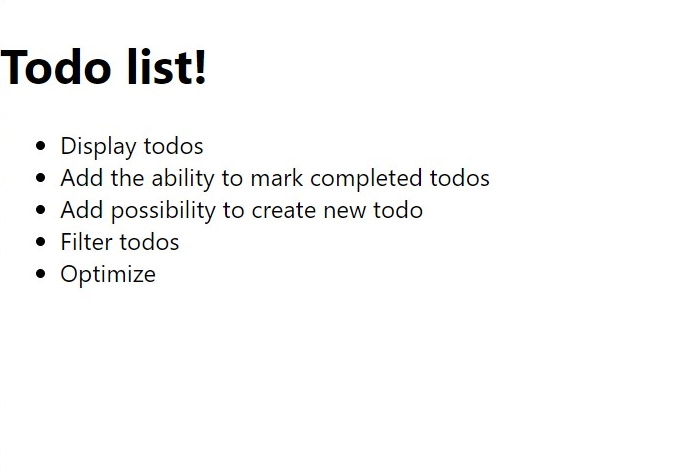 Todo list!
Display todos
Add the ability to mark completed todos
Add possibility to create new todo
Filter todos
Optimize